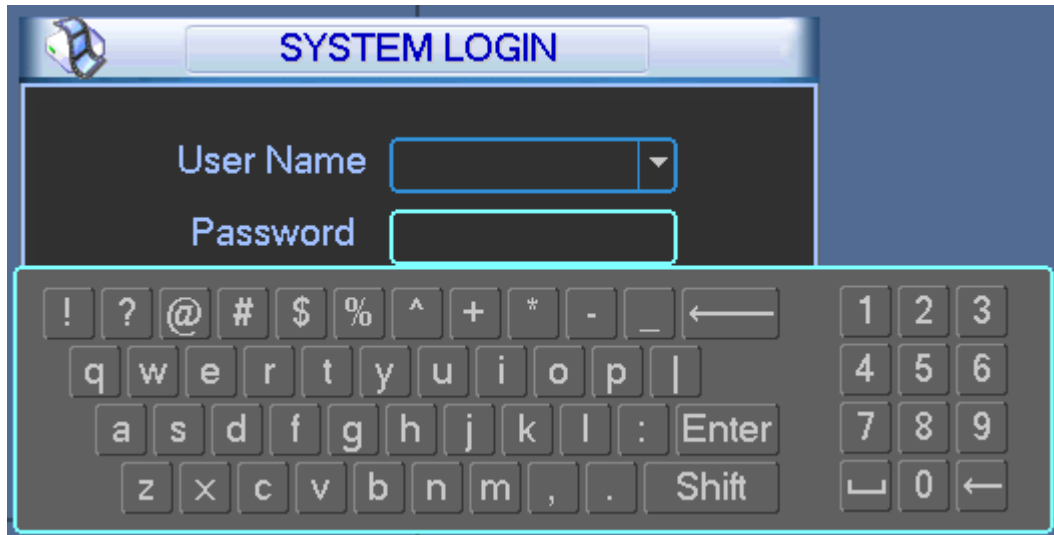 SYSTEM LOGIN
User Name
Password
! ? @ # $ % ^ + * - _ ← 1 2 3
q w e r t y u i o p | 4 5 6
a s d f g h j k l : Enter 7 8 9
z x c v b n m , . Shift ⎵ 0 ←